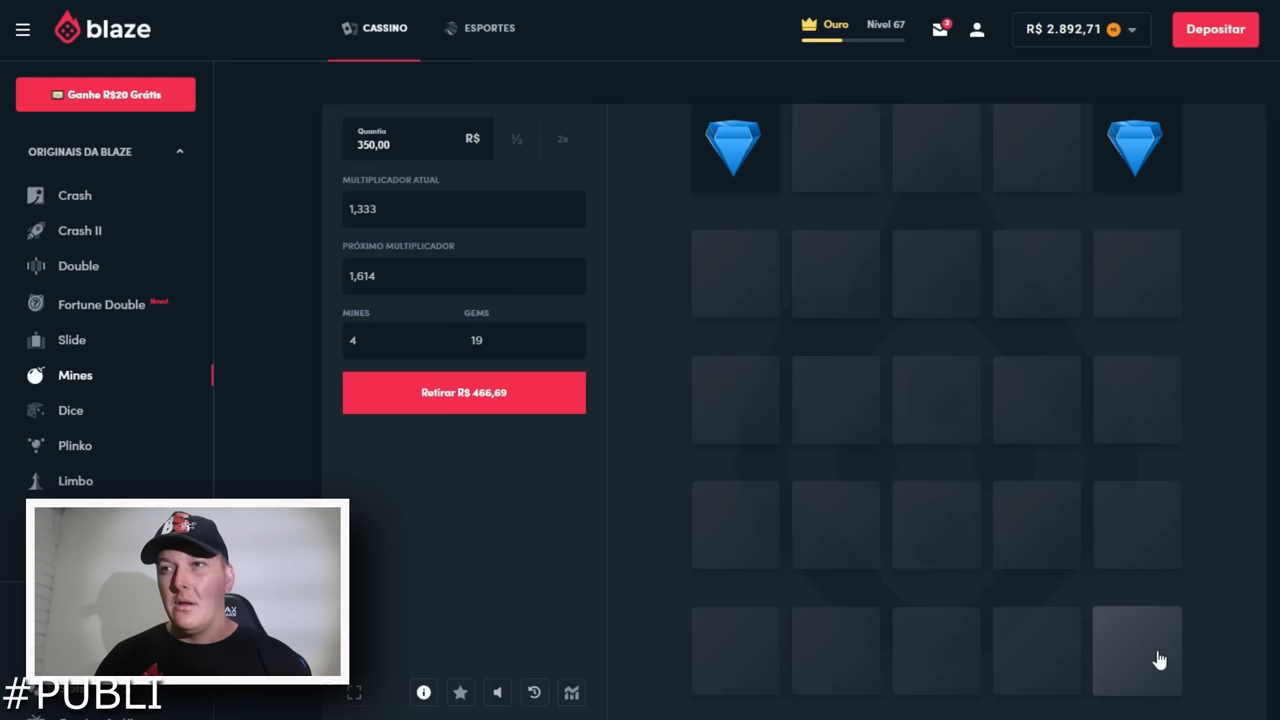 blaze
CASSINO
ESPORTES
Ouro
Nível 67
3
R$ 2.892,71
Depositar
Ganhe R$20 Grátis
ORIGINAIS DA BLAZE
Crash
Crash II
Double
Fortune Double Novo!
Slide
Mines
Dice
Plinko
Limbo
Quantia
350,00
R$
½
2x
MULTIPLICADOR ATUAL
1,333
PRÓXIMO MULTIPLICADOR
1,614
MINES
GEMS
4
19
Retirar R$ 466,69
#PUBLI